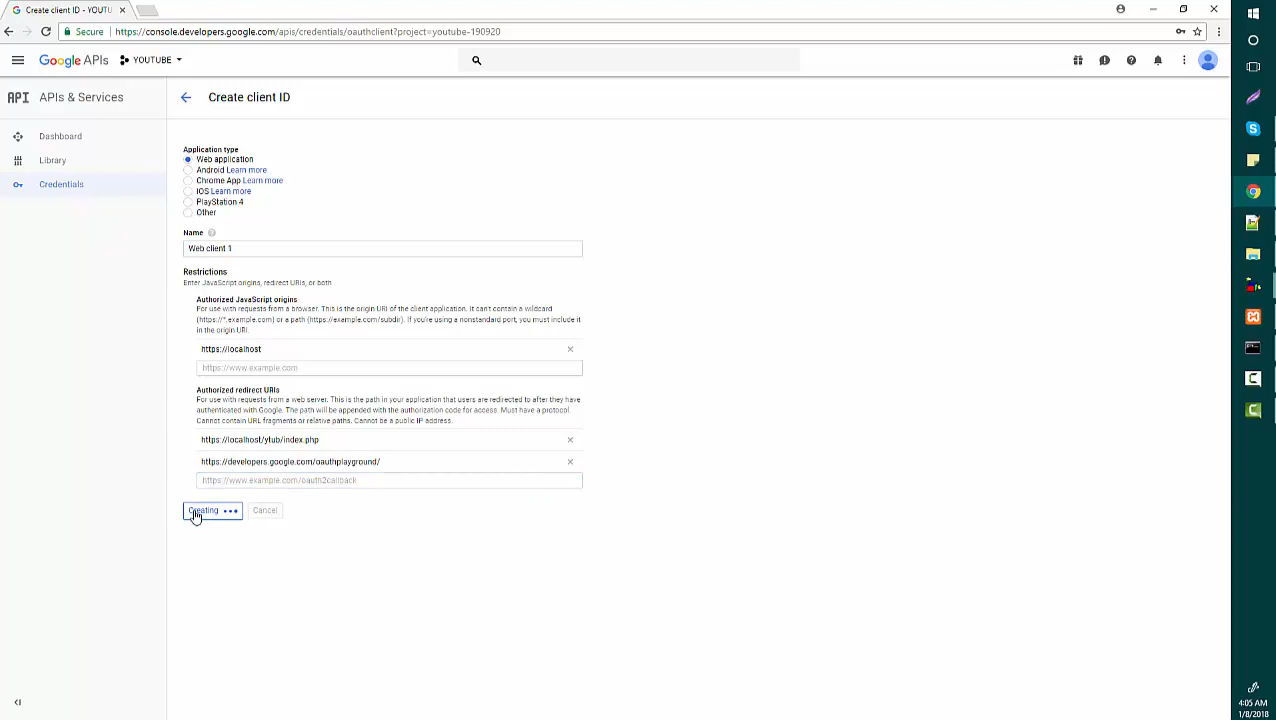 Create client ID - YOUTU
Secure
https://console.developers.google.com/apis/credentials/oauthclient?project=youtube-190920
Google APIs
YOUTUBE
API
APIs & Services
Create client ID
Dashboard
Library
Credentials
Application type
Web application
Android Learn more
Chrome App Learn more
iOS Learn more
PlayStation 4
Other
Name
Web client 1
Restrictions
Enter JavaScript origins, redirect URIs, or both
Authorized JavaScript origins
For use with requests from a browser. This is the origin URI of the client application. It can't contain a wildcard
(https://*.example.com) or a path (https://example.com/subdir). If you're using a nonstandard port, you must include it
in the origin URI.
https://localhost
https://www.example.com
Authorized redirect URIs
For use with requests from a web server. This is the path in your application that users are redirected to after they have
authenticated with Google. The path will be appended with the authorization code for access. Must have a protocol.
Cannot contain URL fragments or relative paths. Cannot be a public IP address.
https://localhost/ytub/index.php
https://developers.google.com/oauthplayground/
https://www.example.com/oauth2callback
Creating
Cancel
4:05 AM
1/8/2018